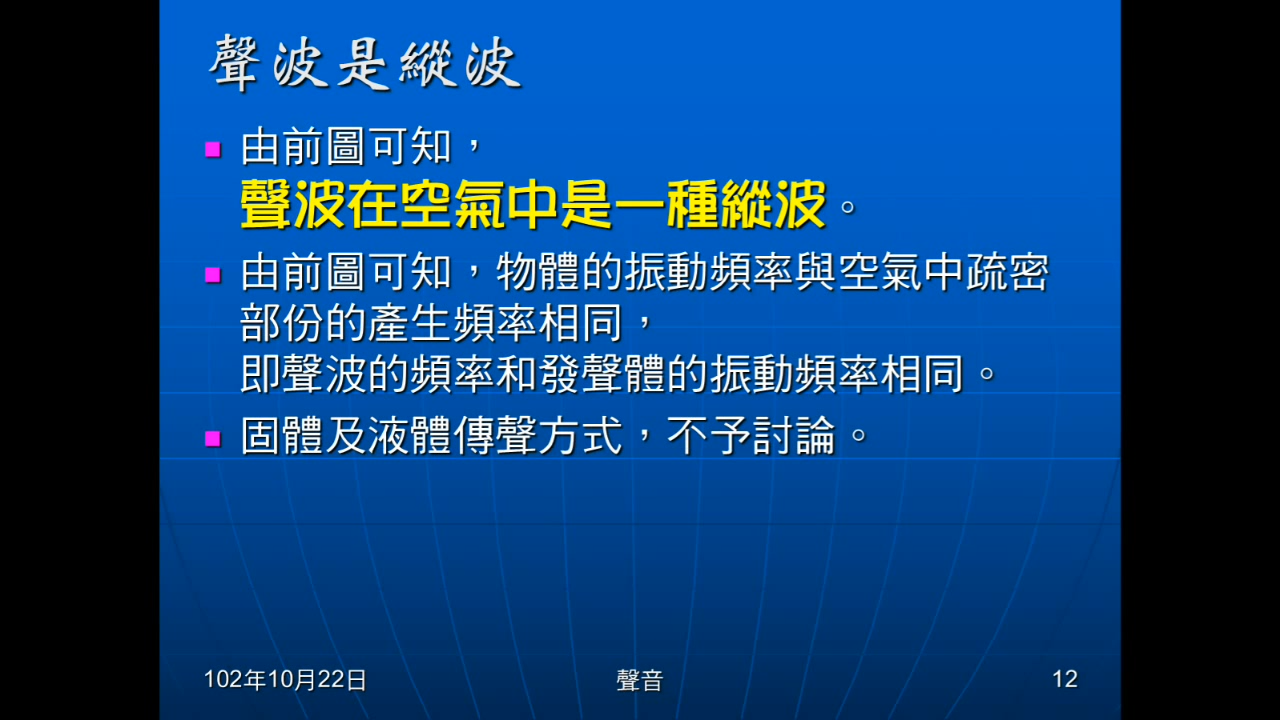 聲波是縱波
由前圖可知，
聲波在空氣中是一種縱波。
由前圖可知，物體的振動頻率與空氣中疏密
部份的產生頻率相同，
即聲波的頻率和發聲體的振動頻率相同。
固體及液體傳聲方式，不予討論。
102年10月22日
聲音
12